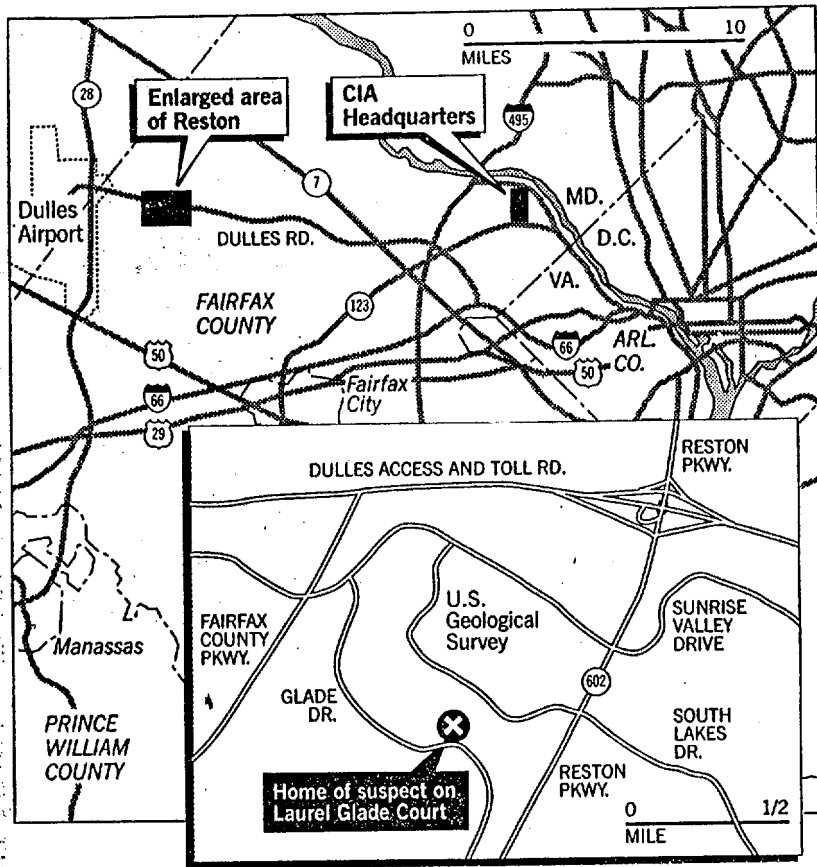 0 10
MILES
28
Enlarged area
of Reston
CIA
Headquarters
495
7
Dulles
Airport
DULLES RD.
MD.
D.C.
VA.
FAIRFAX
COUNTY
123
ARL.
CO.
66
50
50
66
29
Fairfax
City
Manassas
PRINCE
WILLIAM
COUNTY
DULLES ACCESS AND TOLL RD.
RESTON
PKWY.
FAIRFAX
COUNTY
PKWY.
U.S.
Geological
Survey
SUNRISE
VALLEY
DRIVE
GLADE
DR.
602
SOUTH
LAKES
DR.
RESTON
PKWY.
Home of suspect on
Laurel Glade Court
0 1/2
MILE